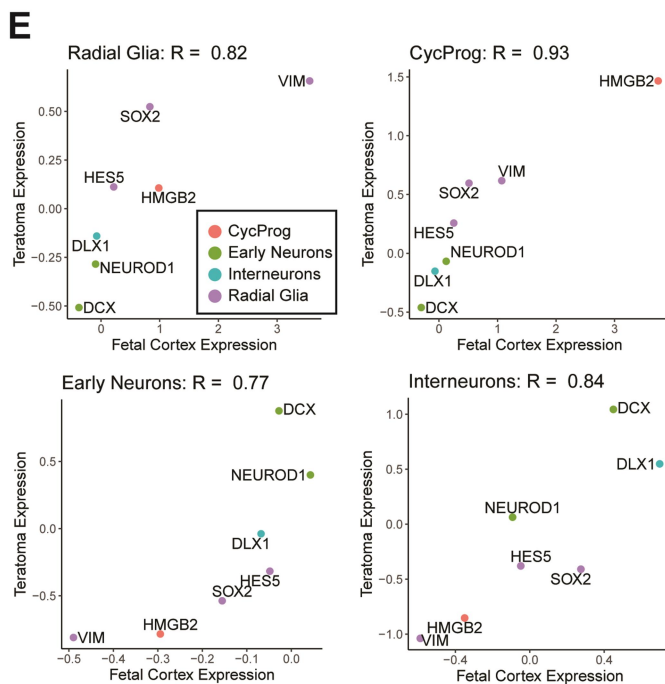 E
Radial Glia: R = 0.82
Teratoma Expression
0.50
0.25
0.00
−0.25
−0.50
VIM
SOX2
HES5
HMGB2
DLX1
NEUROD1
DCX
0
1
2
3
Fetal Cortex Expression
CycProg
Early Neurons
Interneurons
Radial Glia
CycProg: R = 0.93
Teratoma Expression
1.5
1.0
0.5
0.0
−0.5
HMGB2
VIM
SOX2
HES5
NEUROD1
DLX1
DCX
0
1
2
3
Fetal Cortex Expression
Early Neurons: R = 0.77
Teratoma Expression
0.5
0.0
−0.5
DCX
NEUROD1
DLX1
HES5
SOX2
HMGB2
VIM
−0.5
−0.4
−0.3
−0.2
−0.1
0.0
Fetal Cortex Expression
Interneurons: R = 0.84
Teratoma Expression
1.0
0.5
0.0
−0.5
−1.0
DCX
DLX1
NEUROD1
HES5
SOX2
HMGB2
VIM
−0.4
0.0
0.4
Fetal Cortex Expression